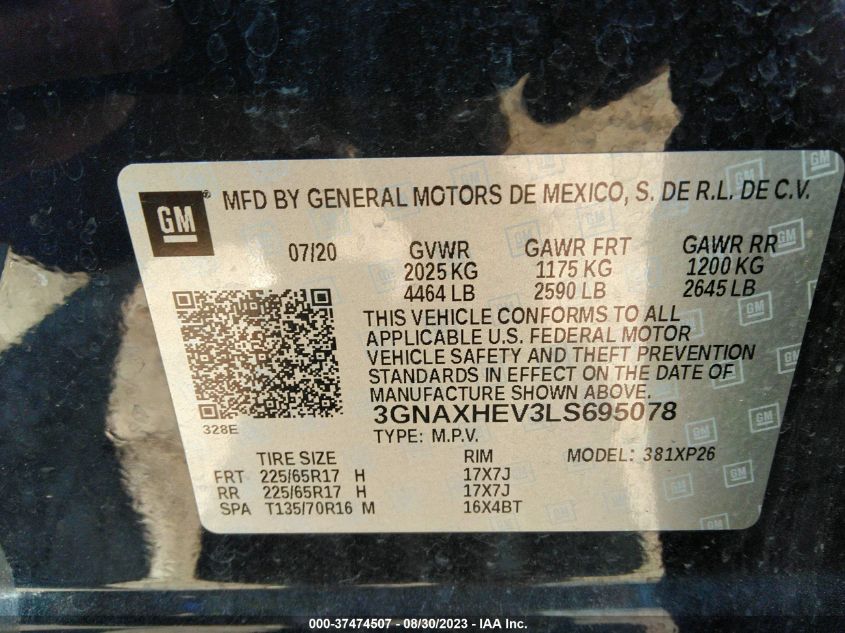 GM® MFD BY GENERAL MOTORS DE MEXICO, S. DE R.L. DE C.V.
07/20 GVWR GAWR FRT GAWR RR
2025 KG 1175 KG 1200 KG
4464 LB 2590 LB 2645 LB
THIS VEHICLE CONFORMS TO ALL
APPLICABLE U.S. FEDERAL MOTOR
VEHICLE SAFETY AND THEFT PREVENTION
STANDARDS IN EFFECT ON THE DATE OF
MANUFACTURE SHOWN ABOVE.
3GNAXHEV3LS695078
328E
TYPE: M.P.V.
TIRE SIZE RIM MODEL: 381XP26
FRT 225/65R17 H 17X7J
RR 225/65R17 H 17X7J
SPA T135/70R16 M 16X4BT
000-37474507 - 08/30/2023 - IAA Inc.